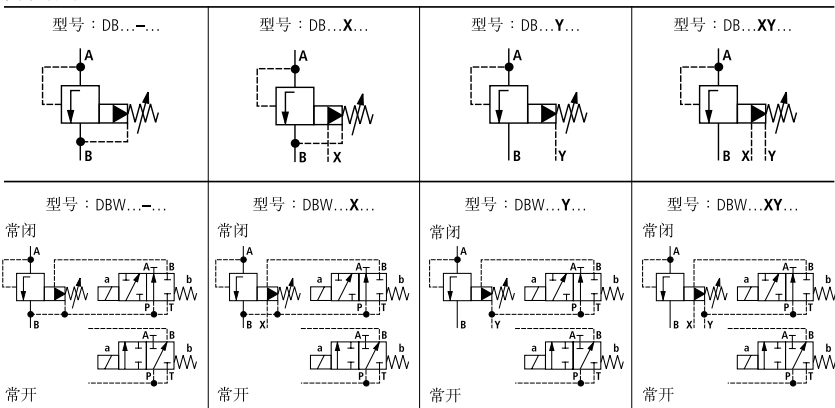 型号：DB...–...
型号：DB...X...
型号：DB...Y...
型号：DB...XY...
A
A
A
A
B
B X
B Y
B X Y
型号：DBW...–...
型号：DBW...X...
型号：DBW...Y...
型号：DBW...XY...
常闭
常闭
常闭
常闭
A a A B b
A a A B b
A a A B b
A a A B b
B P T
B X P T
B Y P T
B X Y P T
a A B b
a A B b
a A B b
a A B b
P T
P T
P T
P T
常开
常开
常开
常开